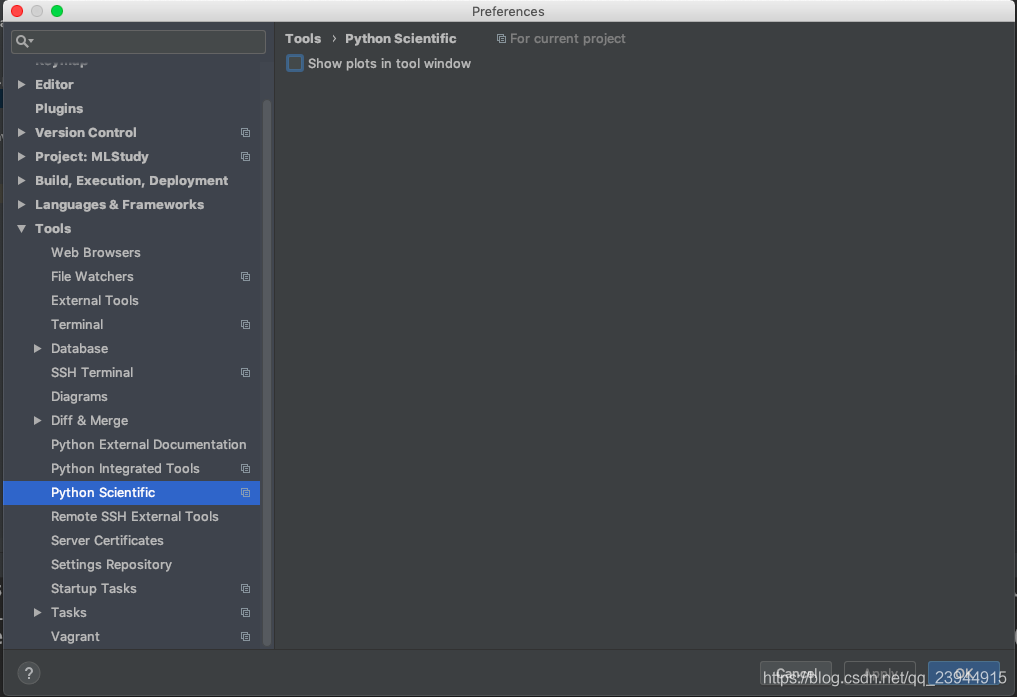 Preferences
Tools › Python Scientific For current project
Show plots in tool window
Keymap
Editor
Plugins
Version Control
Project: MLStudy
Build, Execution, Deployment
Languages & Frameworks
Tools
Web Browsers
File Watchers
External Tools
Terminal
Database
SSH Terminal
Diagrams
Diff & Merge
Python External Documentation
Python Integrated Tools
Python Scientific
Remote SSH External Tools
Server Certificates
Settings Repository
Startup Tasks
Tasks
Vagrant
?
Cancel Apply OK
https://blog.csdn.net/qq_23944915